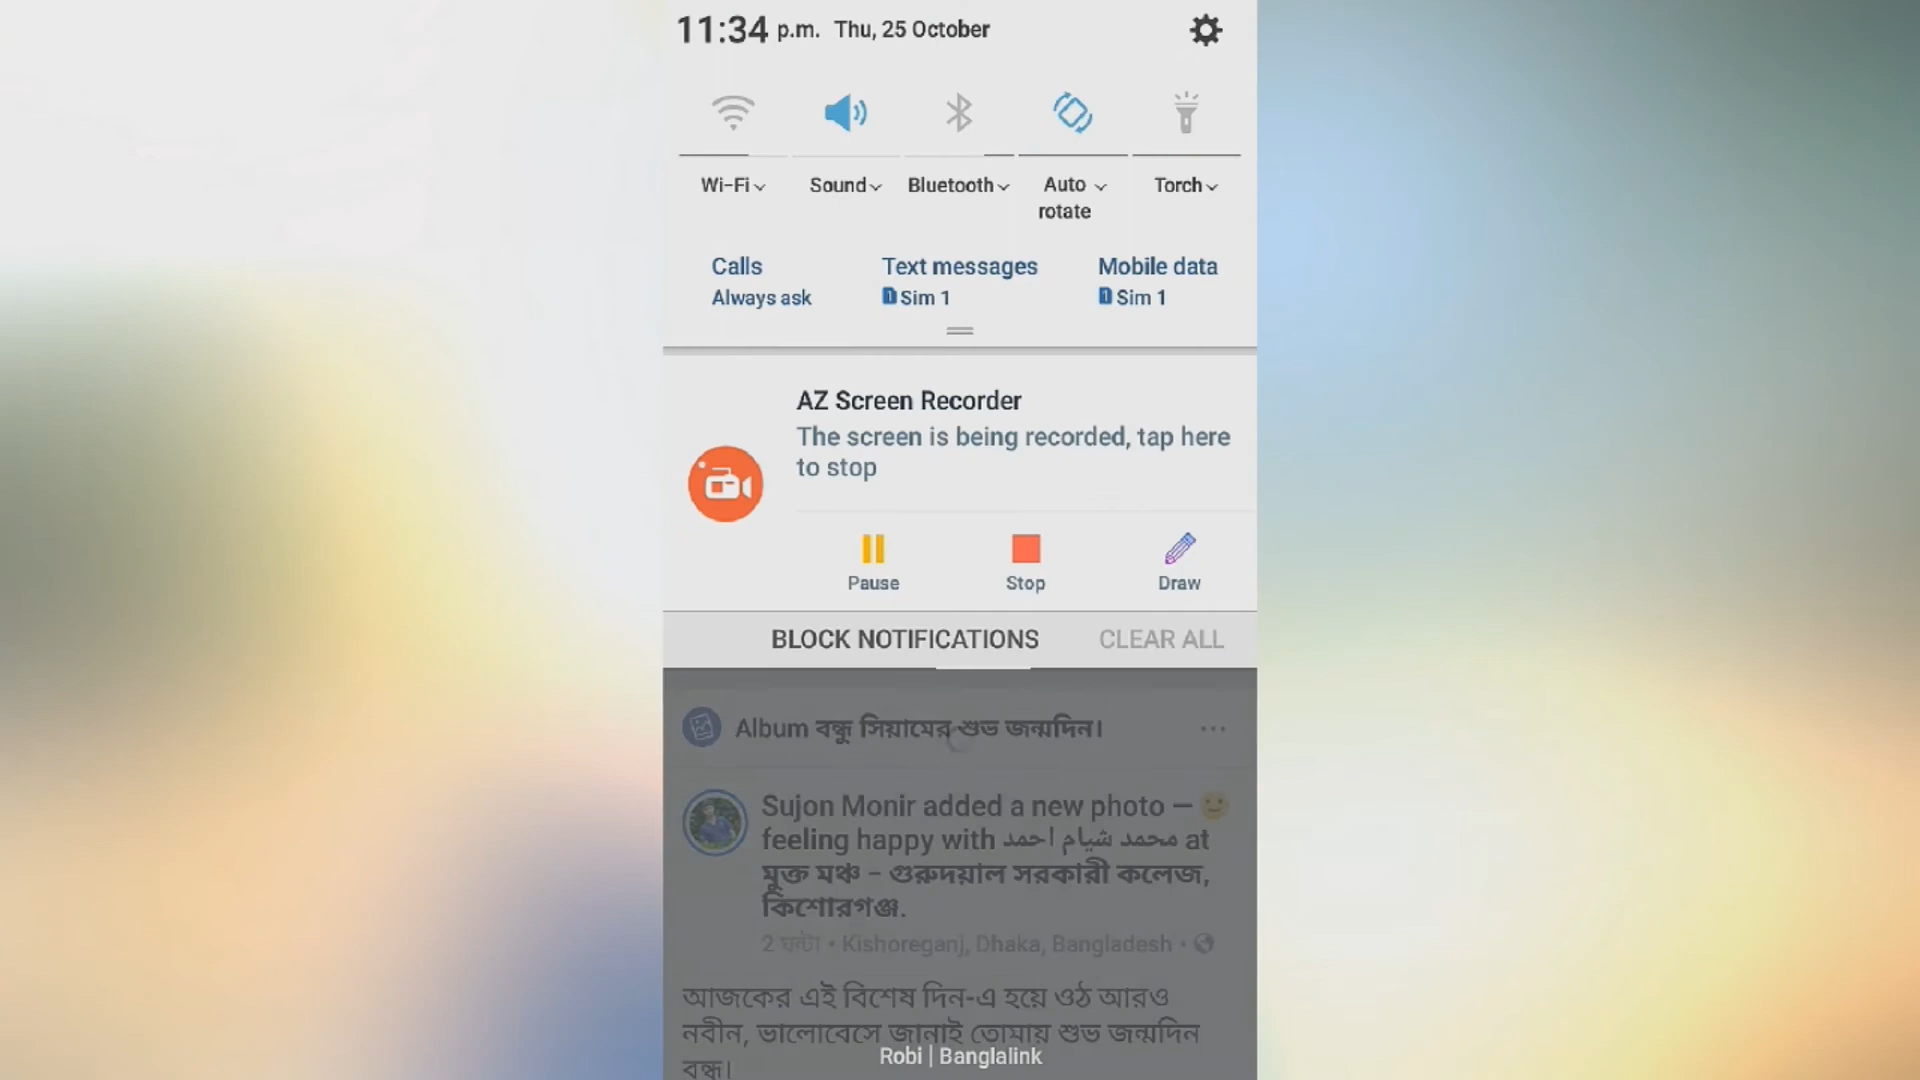 11:34 p.m. Thu, 25 October
Wi-Fi Sound Bluetooth Auto rotate Torch
Calls Text messages Mobile data
Always ask Sim 1 Sim 1
AZ Screen Recorder
The screen is being recorded, tap here
to stop
Pause Stop Draw
BLOCK NOTIFICATIONS CLEAR ALL
Album বন্ধু সিয়ামের শুভ জন্মদিন।
Sujon Monir added a new photo —
feeling happy with محمد شيام احمد at
মুক্ত মঞ্চ - গুরুদয়াল সরকারী কলেজ,
কিশোরগঞ্জ.
2 ঘন্টা • Kishoreganj, Dhaka, Bangladesh •
আজকের এই বিশেষ দিন-এ হয়ে ওঠ আরও
নবীন, ভালোবেসে জানাই তোমায় শুভ জন্মদিন
বন্ধু।
Robi | Banglalink